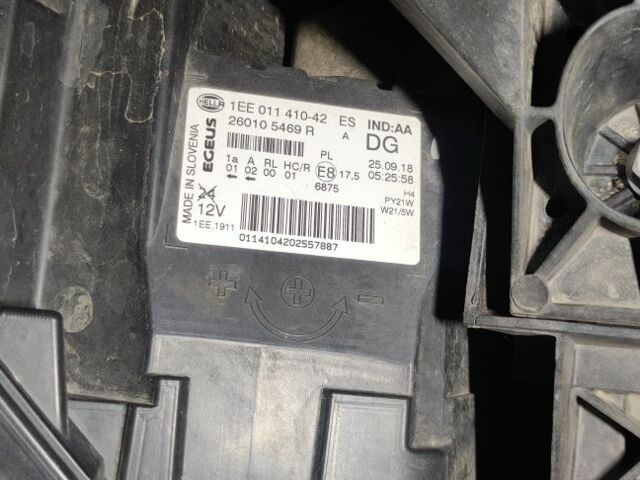 HELLA 1EE 011 410-42 ES IND:AA
26010 5469 R A DG
MADE IN SLOVENIA
EGEUS
PL
25.09.18
05:25:58
1a A RL HC/R E8 17,5
01 02 00 01
6875
H4
PY21W
W21/5W
12V
1EE.1911
0114104202557887